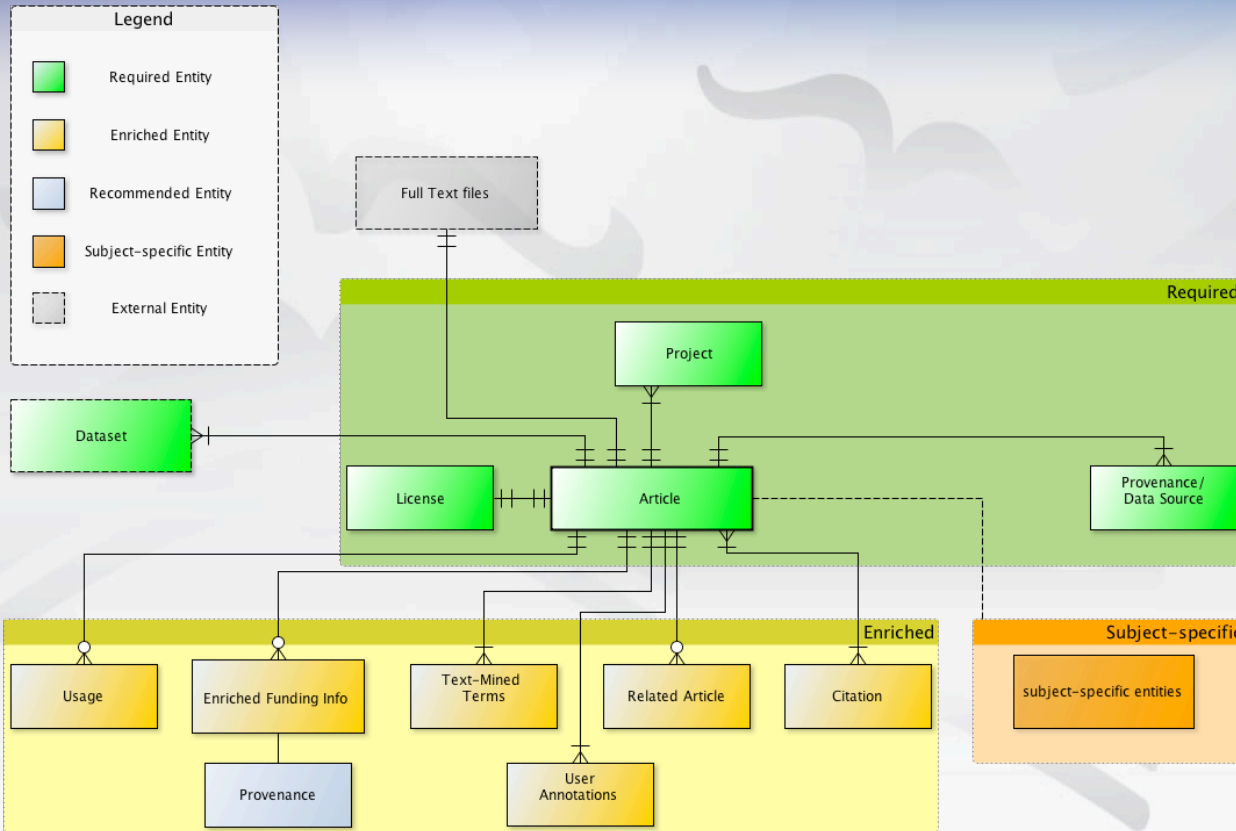 Legend
Required Entity
Enriched Entity
Recommended Entity
Subject-specific Entity
External Entity
Full Text files
Required
Project
Dataset
License
Article
Provenance/
Data Source
Enriched
Subject-specific
Usage
Enriched Funding Info
Text-Mined
Terms
Related Article
Citation
subject-specific entities
Provenance
User
Annotations